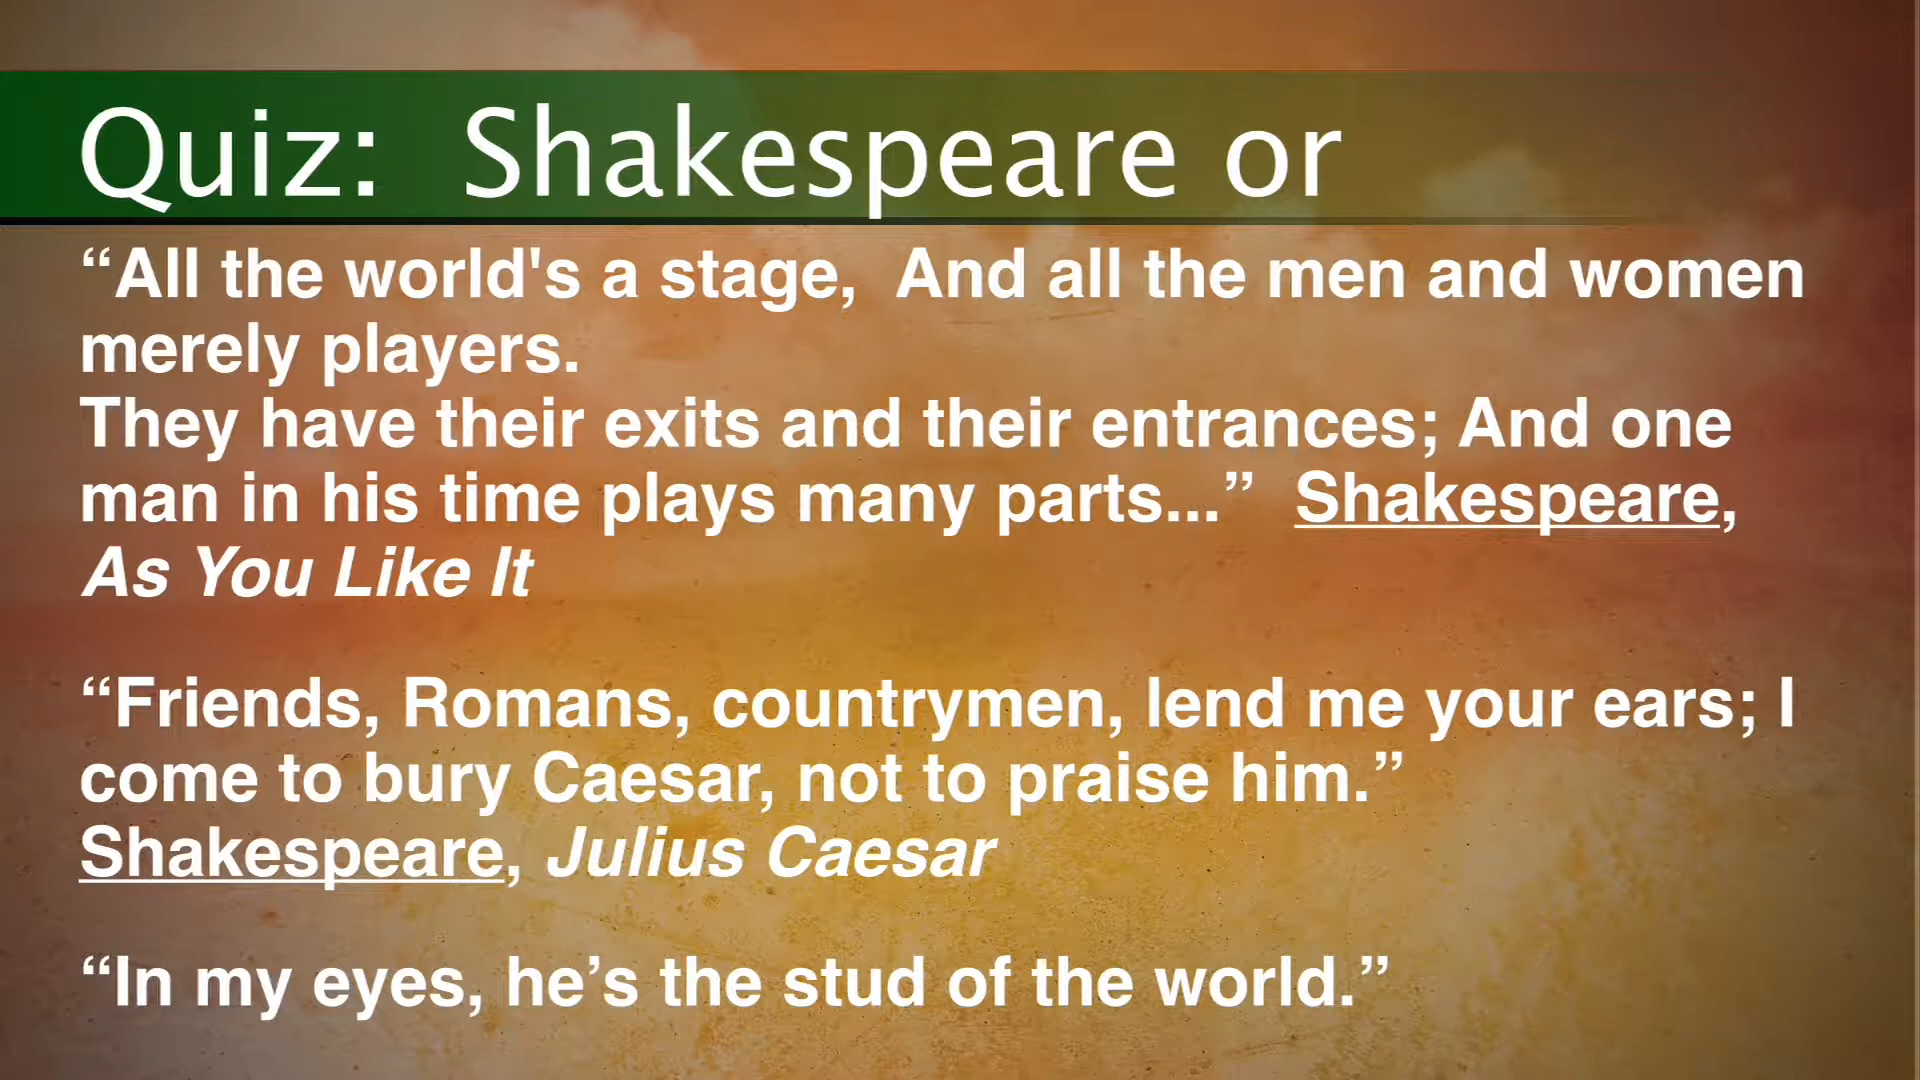 Quiz:  Shakespeare or
“All the world's a stage,  And all the men and women
merely players.
They have their exits and their entrances; And one
man in his time plays many parts...”  Shakespeare,
As You Like It
“Friends, Romans, countrymen, lend me your ears; I
come to bury Caesar, not to praise him.”
Shakespeare, Julius Caesar
“In my eyes, he’s the stud of the world.”